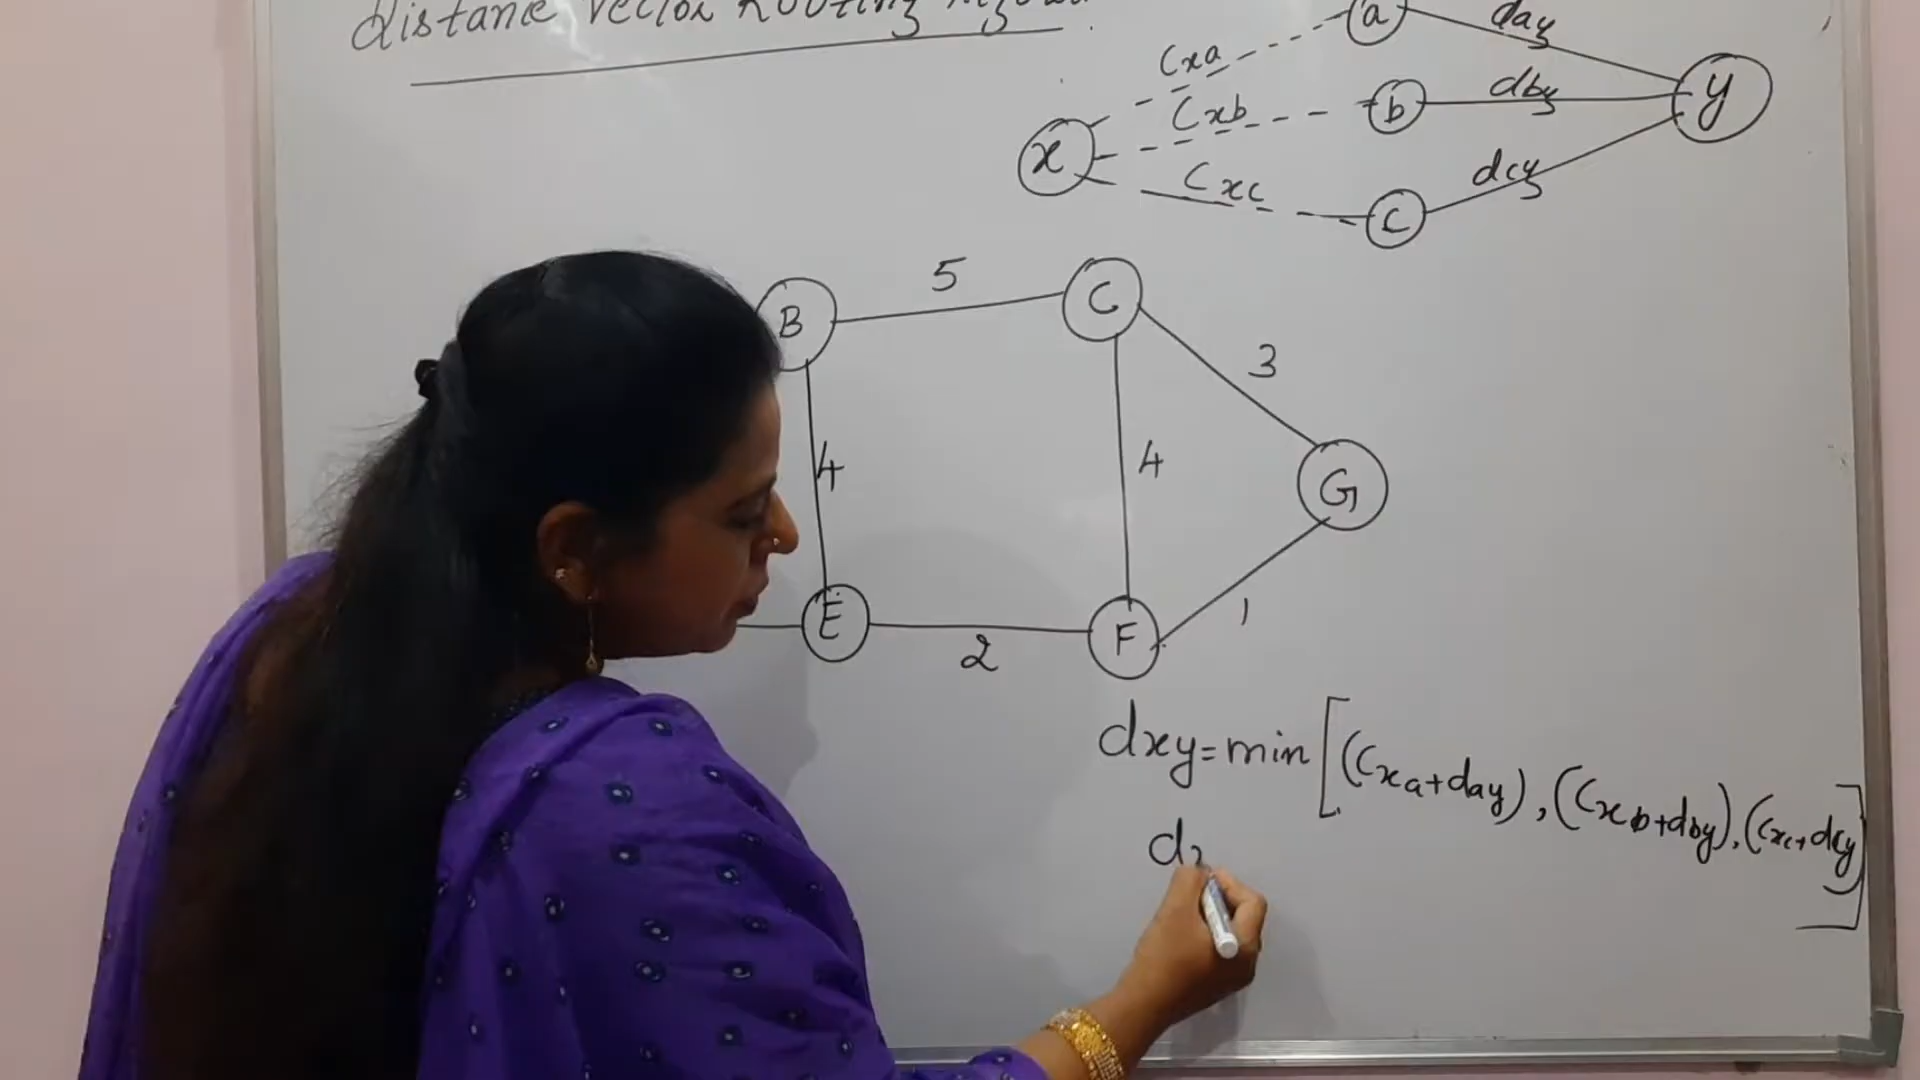 distance Vector Routing
a
day
Cxa
Cxb
b
dby
y
x
Cxc
c
dcy
B
5
C
3
4
4
G
E
2
F
1
dxy=min[(Cxa+day),(Cxb+dby),(Cxc+dcy]
dx